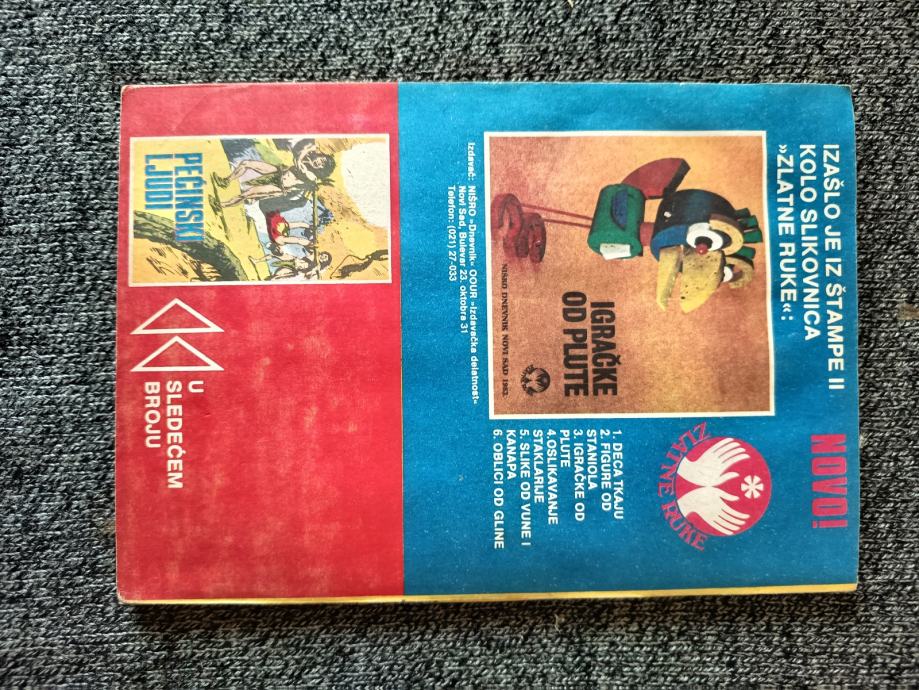 IZAŠLO JE IZ ŠTAMPE II
KOLO SLIKOVNICA
»ZLATNE RUKE«:
NOVO!
IGRAČKE
OD PLUTE
NIŠRO DNEVNIK NOVI SAD 1983.
ZLATNE RUKE
1. DECA TKAJU
2. FIGURE OD
STANIOLA
3. IGRAČKE OD
PLUTE
4. OSLIKAVANJE
STAKLARIJE
5. SLIKE OD VUNE I
KANAPA
6. OBLICI OD GLINE
Izdavač: NIŠRO »Dnevnik« OOUR »Izdavačka delatnost«
Novi Sad, Bulevar 23. oktobra 31
Telefon: (021) 27-033
PEĆINSKI
LJUDI
U
SLEDEĆEM
BROJU